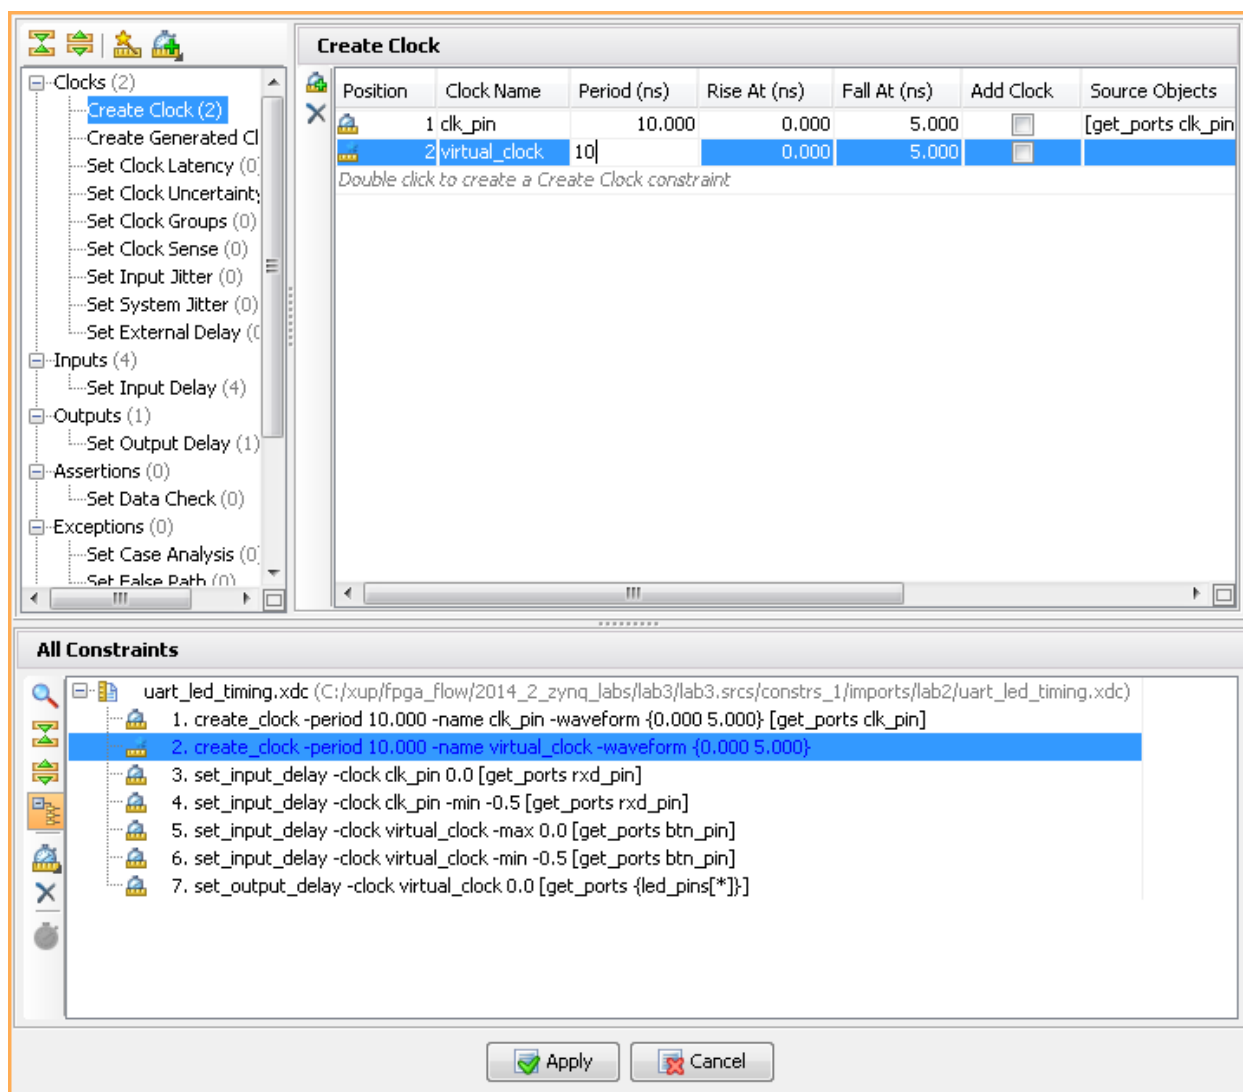 Create Clock
Clocks (2)
Create Clock (2)
Create Generated Cl
Set Clock Latency (0
Set Clock Uncertainty
Set Clock Groups (0)
Set Clock Sense (0)
Set Input Jitter (0)
Set System Jitter (0)
Set External Delay (0
Inputs (4)
Set Input Delay (4)
Outputs (1)
Set Output Delay (1)
Assertions (0)
Set Data Check (0)
Exceptions (0)
Set Case Analysis (0
Set False Path (0)
Position Clock Name Period (ns) Rise At (ns) Fall At (ns) Add Clock Source Objects
1 clk_pin 10.000 0.000 5.000 [get_ports clk_pin
2 virtual_clock 10 0.000 5.000
Double click to create a Create Clock constraint
All Constraints
uart_led_timing.xdc (C:/xup/fpga_flow/2014_2_zynq_labs/lab3/lab3.srcs/constrs_1/imports/lab2/uart_led_timing.xdc)
1. create_clock -period 10.000 -name clk_pin -waveform {0.000 5.000} [get_ports clk_pin]
2. create_clock -period 10.000 -name virtual_clock -waveform {0.000 5.000}
3. set_input_delay -clock clk_pin 0.0 [get_ports rxd_pin]
4. set_input_delay -clock clk_pin -min -0.5 [get_ports rxd_pin]
5. set_input_delay -clock virtual_clock -max 0.0 [get_ports btn_pin]
6. set_input_delay -clock virtual_clock -min -0.5 [get_ports btn_pin]
7. set_output_delay -clock virtual_clock 0.0 [get_ports {led_pins[*]}]
Apply Cancel